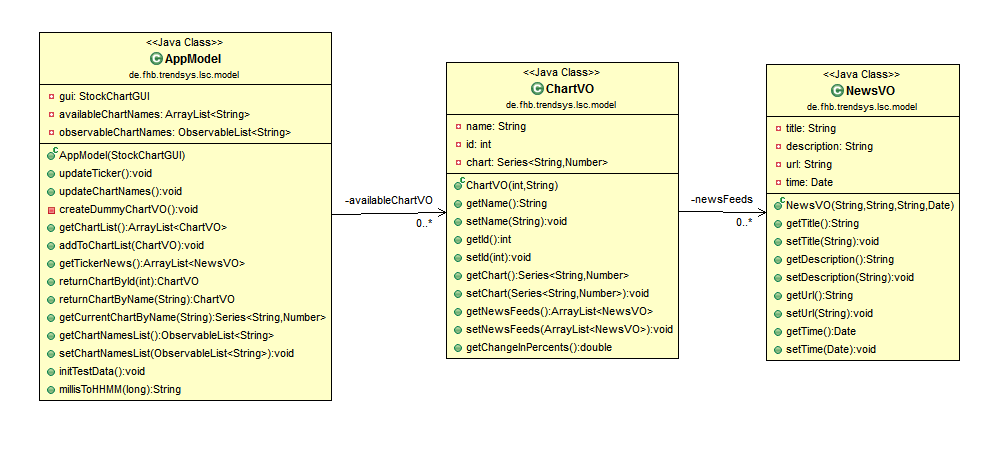 <<Java Class>>
AppModel
de.fhb.trendsys.lsc.model
gui: StockChartGUI
availableChartNames: ArrayList<String>
observableChartNames: ObservableList<String>
AppModel(StockChartGUI)
updateTicker():void
updateChartNames():void
createDummyChartVO():void
getChartList():ArrayList<ChartVO>
addToChartList(ChartVO):void
getTickerNews():ArrayList<NewsVO>
returnChartById(int):ChartVO
returnChartByName(String):ChartVO
getCurrentChartByName(String):Series<String,Number>
getChartNamesList():ObservableList<String>
setChartNamesList(ObservableList<String>):void
initTestData():void
millisToHHMM(long):String
-availableChartVO
0..*
<<Java Class>>
ChartVO
de.fhb.trendsys.lsc.model
name: String
id: int
chart: Series<String,Number>
ChartVO(int,String)
getName():String
setName(String):void
getId():int
setId(int):void
getChart():Series<String,Number>
setChart(Series<String,Number>):void
getNewsFeeds():ArrayList<NewsVO>
setNewsFeeds(ArrayList<NewsVO>):void
getChangeInPercents():double
-newsFeeds
0..*
<<Java Class>>
NewsVO
de.fhb.trendsys.lsc.model
title: String
description: String
url: String
time: Date
NewsVO(String,String,String,Date)
getTitle():String
setTitle(String):void
getDescription():String
setDescription(String):void
getUrl():String
setUrl(String):void
getTime():Date
setTime(Date):void